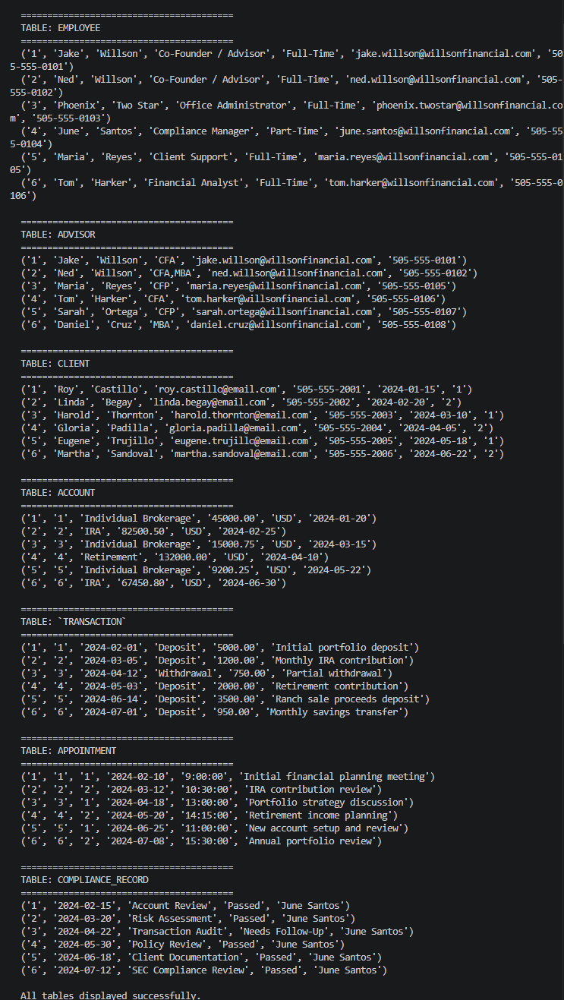 ========================================
TABLE: EMPLOYEE
========================================
('1', 'Jake', 'Willson', 'Co-Founder / Advisor', 'Full-Time', 'jake.willson@willsonfinancial.com', '50
5-555-0101')
('2', 'Ned', 'Willson', 'Co-Founder / Advisor', 'Full-Time', 'ned.willson@willsonfinancial.com', '505-
555-0102')
('3', 'Phoenix', 'Two Star', 'Office Administrator', 'Full-Time', 'phoenix.twostar@willsonfinancial.co
m', '505-555-0103')
('4', 'June', 'Santos', 'Compliance Manager', 'Part-Time', 'june.santos@willsonfinancial.com', '505-55
5-0104')
('5', 'Maria', 'Reyes', 'Client Support', 'Full-Time', 'maria.reyes@willsonfinancial.com', '505-555-01
05')
('6', 'Tom', 'Harker', 'Financial Analyst', 'Full-Time', 'tom.harker@willsonfinancial.com', '505-555-0
106')
========================================
TABLE: ADVISOR
========================================
('1', 'Jake', 'Willson', 'CFA', 'jake.willson@willsonfinancial.com', '505-555-0101')
('2', 'Ned', 'Willson', 'CFA,MBA', 'ned.willson@willsonfinancial.com', '505-555-0102')
('3', 'Maria', 'Reyes', 'CFP', 'maria.reyes@willsonfinancial.com', '505-555-0105')
('4', 'Tom', 'Harker', 'CFA', 'tom.harker@willsonfinancial.com', '505-555-0106')
('5', 'Sarah', 'Ortega', 'CFP', 'sarah.ortega@willsonfinancial.com', '505-555-0107')
('6', 'Daniel', 'Cruz', 'MBA', 'daniel.cruz@willsonfinancial.com', '505-555-0108')
========================================
TABLE: CLIENT
========================================
('1', 'Roy', 'Castillo', 'roy.castillo@email.com', '505-555-2001', '2024-01-15', '1')
('2', 'Linda', 'Begay', 'linda.begay@email.com', '505-555-2002', '2024-02-20', '2')
('3', 'Harold', 'Thornton', 'harold.thornton@email.com', '505-555-2003', '2024-03-10', '1')
('4', 'Gloria', 'Padilla', 'gloria.padilla@email.com', '505-555-2004', '2024-04-05', '2')
('5', 'Eugene', 'Trujillo', 'eugene.trujillo@email.com', '505-555-2005', '2024-05-18', '1')
('6', 'Martha', 'Sandoval', 'martha.sandoval@email.com', '505-555-2006', '2024-06-22', '2')
========================================
TABLE: ACCOUNT
========================================
('1', '1', 'Individual Brokerage', '45000.00', 'USD', '2024-01-20')
('2', '2', 'IRA', '82500.50', 'USD', '2024-02-25')
('3', '3', 'Individual Brokerage', '15000.75', 'USD', '2024-03-15')
('4', '4', 'Retirement', '132000.00', 'USD', '2024-04-10')
('5', '5', 'Individual Brokerage', '9200.25', 'USD', '2024-05-22')
('6', '6', 'IRA', '67450.80', 'USD', '2024-06-30')
========================================
TABLE: `TRANSACTION`
========================================
('1', '1', '2024-02-01', 'Deposit', '5000.00', 'Initial portfolio deposit')
('2', '2', '2024-03-05', 'Deposit', '1200.00', 'Monthly IRA contribution')
('3', '3', '2024-04-12', 'Withdrawal', '750.00', 'Partial withdrawal')
('4', '4', '2024-05-03', 'Deposit', '2000.00', 'Retirement contribution')
('5', '5', '2024-06-14', 'Deposit', '3500.00', 'Ranch sale proceeds deposit')
('6', '6', '2024-07-01', 'Deposit', '950.00', 'Monthly savings transfer')
========================================
TABLE: APPOINTMENT
========================================
('1', '1', '1', '2024-02-10', '9:00:00', 'Initial financial planning meeting')
('2', '2', '2', '2024-03-12', '10:30:00', 'IRA contribution review')
('3', '3', '1', '2024-04-18', '13:00:00', 'Portfolio strategy discussion')
('4', '4', '2', '2024-05-20', '14:15:00', 'Retirement income planning')
('5', '5', '1', '2024-06-25', '11:00:00', 'New account setup and review')
('6', '6', '2', '2024-07-08', '15:30:00', 'Annual portfolio review')
========================================
TABLE: COMPLIANCE_RECORD
========================================
('1', '2024-02-15', 'Account Review', 'Passed', 'June Santos')
('2', '2024-03-20', 'Risk Assessment', 'Passed', 'June Santos')
('3', '2024-04-22', 'Transaction Audit', 'Needs Follow-Up', 'June Santos')
('4', '2024-05-30', 'Policy Review', 'Passed', 'June Santos')
('5', '2024-06-18', 'Client Documentation', 'Passed', 'June Santos')
('6', '2024-07-12', 'SEC Compliance Review', 'Passed', 'June Santos')
All tables displayed successfully.